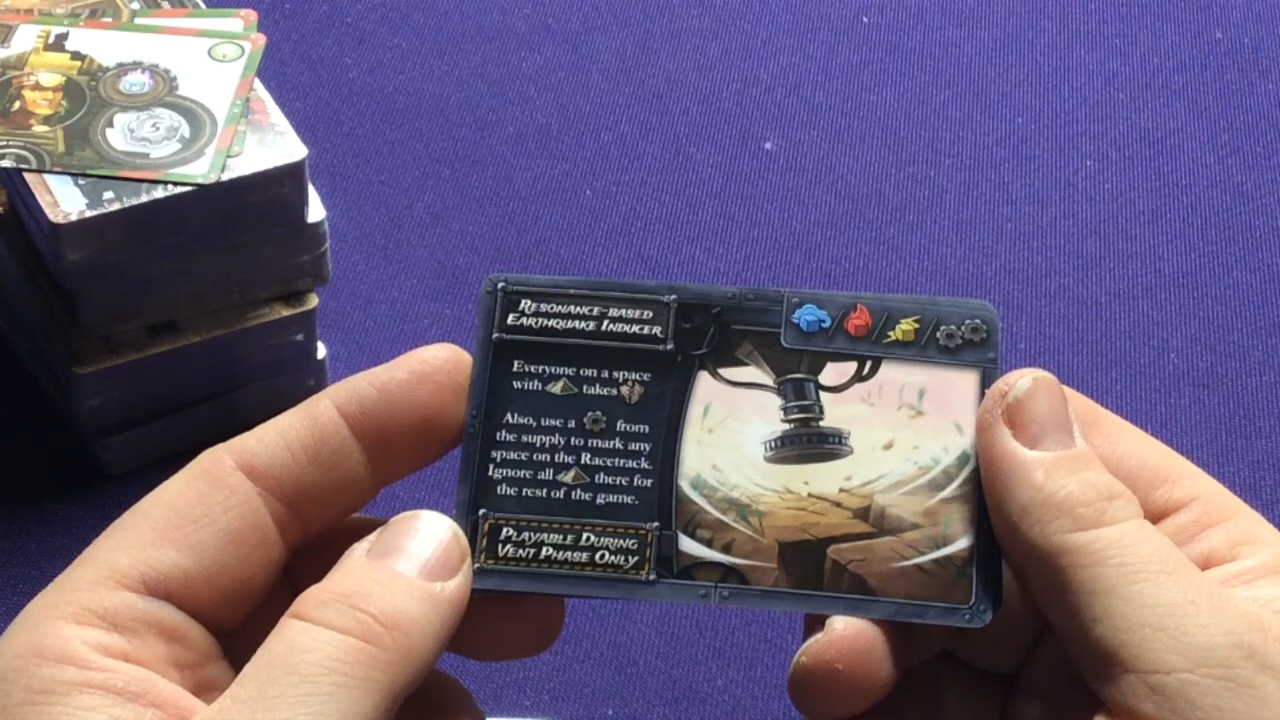 5
RESONANCE-BASED
EARTHQUAKE INDUCER
Everyone on a space
with takes
Also, use a from
the supply to mark any
space on the Racetrack.
Ignore all there for
the rest of the game.
PLAYABLE DURING
VENT PHASE ONLY